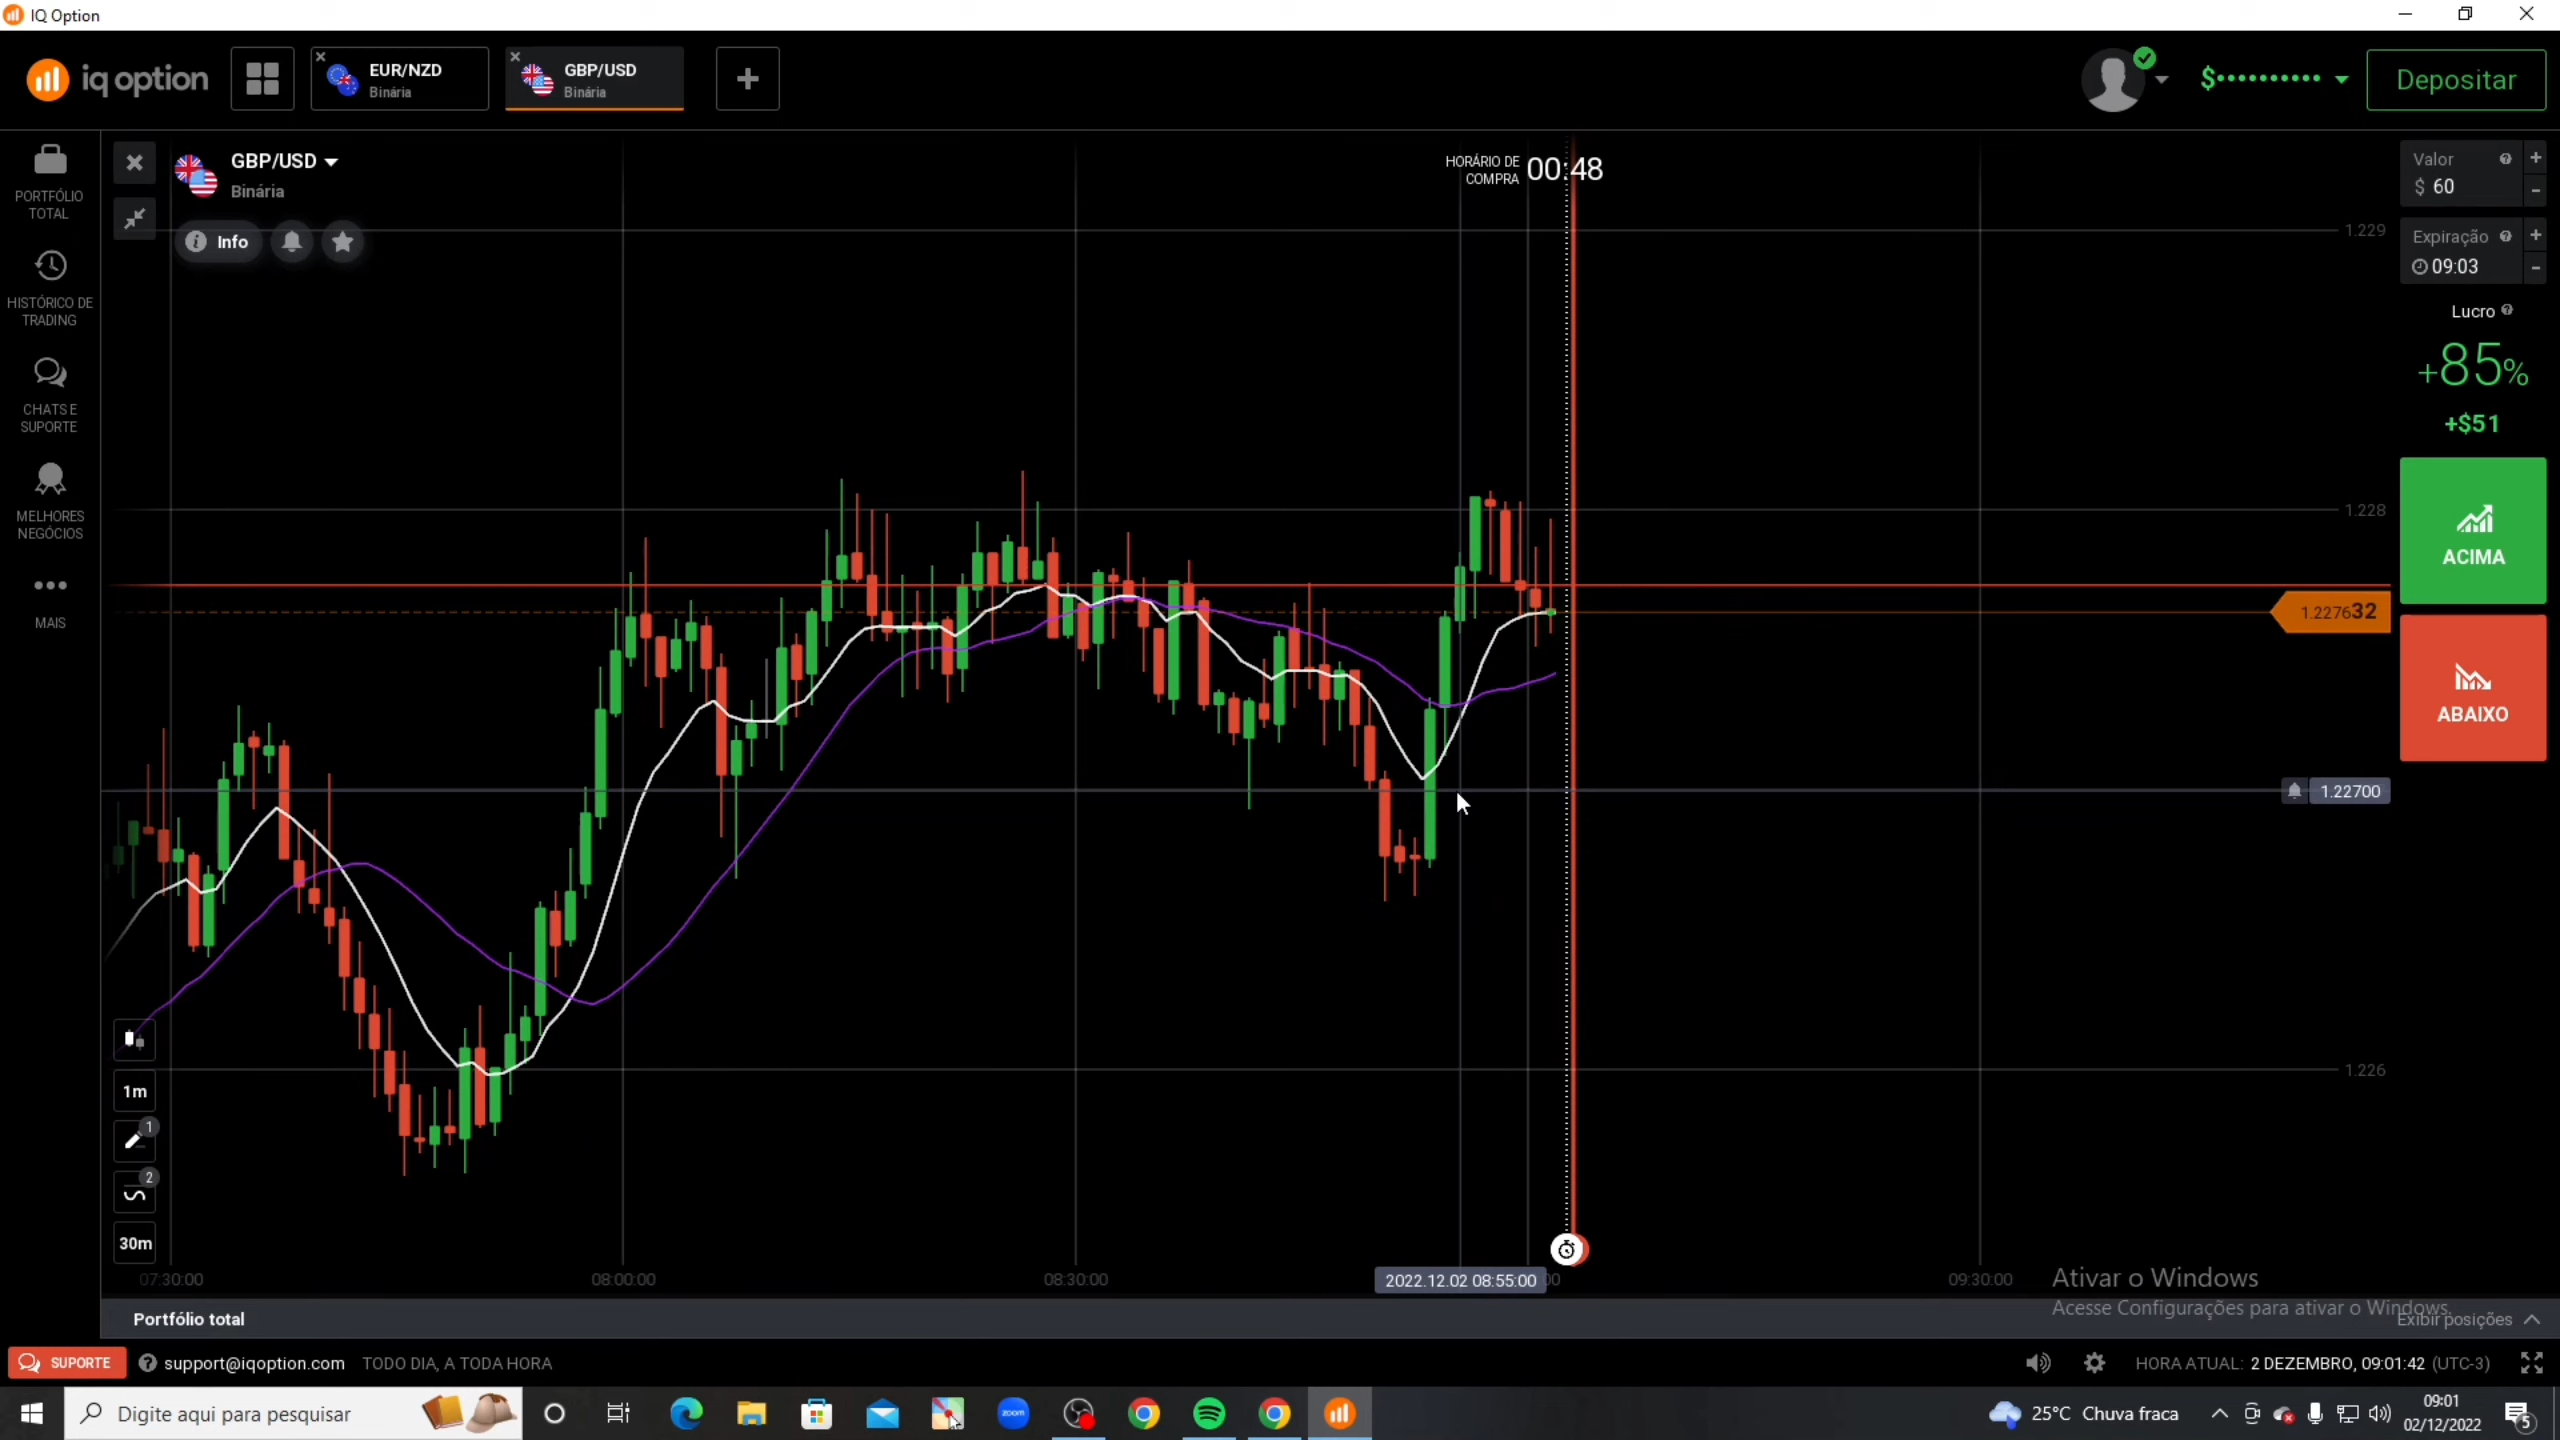 IQ Option
iq option
EUR/NZD
Binária
GBP/USD
Binária
$••••••••••
Depositar
PORTFÓLIO
TOTAL
HISTÓRICO DE
TRADING
CHATS E
SUPORTE
MELHORES
NEGÓCIOS
MAIS
GBP/USD
Binária
Info
HORÁRIO DE
COMPRA
00:48
Valor
$ 60
Expiração
09:03
Lucro
+85%
+$51
ACIMA
ABAIXO
1.229
1.228
1.227632
1.22700
1.226
1m
1
2
30m
07:30:00
08:00:00
08:30:00
2022.12.02 08:55:00
09:30:00
Ativar o Windows
Acesse Configurações para ativar o Windows.
Portfólio total
Exibir posições
SUPORTE
support@iqoption.com
TODO DIA, A TODA HORA
HORA ATUAL: 2 DEZEMBRO, 09:01:42 (UTC-3)
Digite aqui para pesquisar
zoom
25°C Chuva fraca
09:01
02/12/2022
5